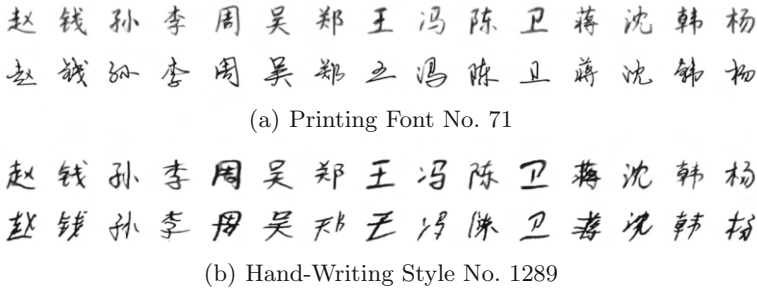 赵 钱 孙 李 周 吴 郑 王 冯 陈 卫 蒋 沈 韩 杨
赵 钱 孙 李 周 吴 郑 王 冯 陈 卫 蒋 沈 韩 杨
(a) Printing Font No. 71
赵 钱 孙 李 周 吴 郑 王 冯 陈 卫 蒋 沈 韩 杨
赵 钱 孙 李 周 吴 郑 王 冯 陈 卫 蒋 沈 韩 杨
(b) Hand-Writing Style No. 1289